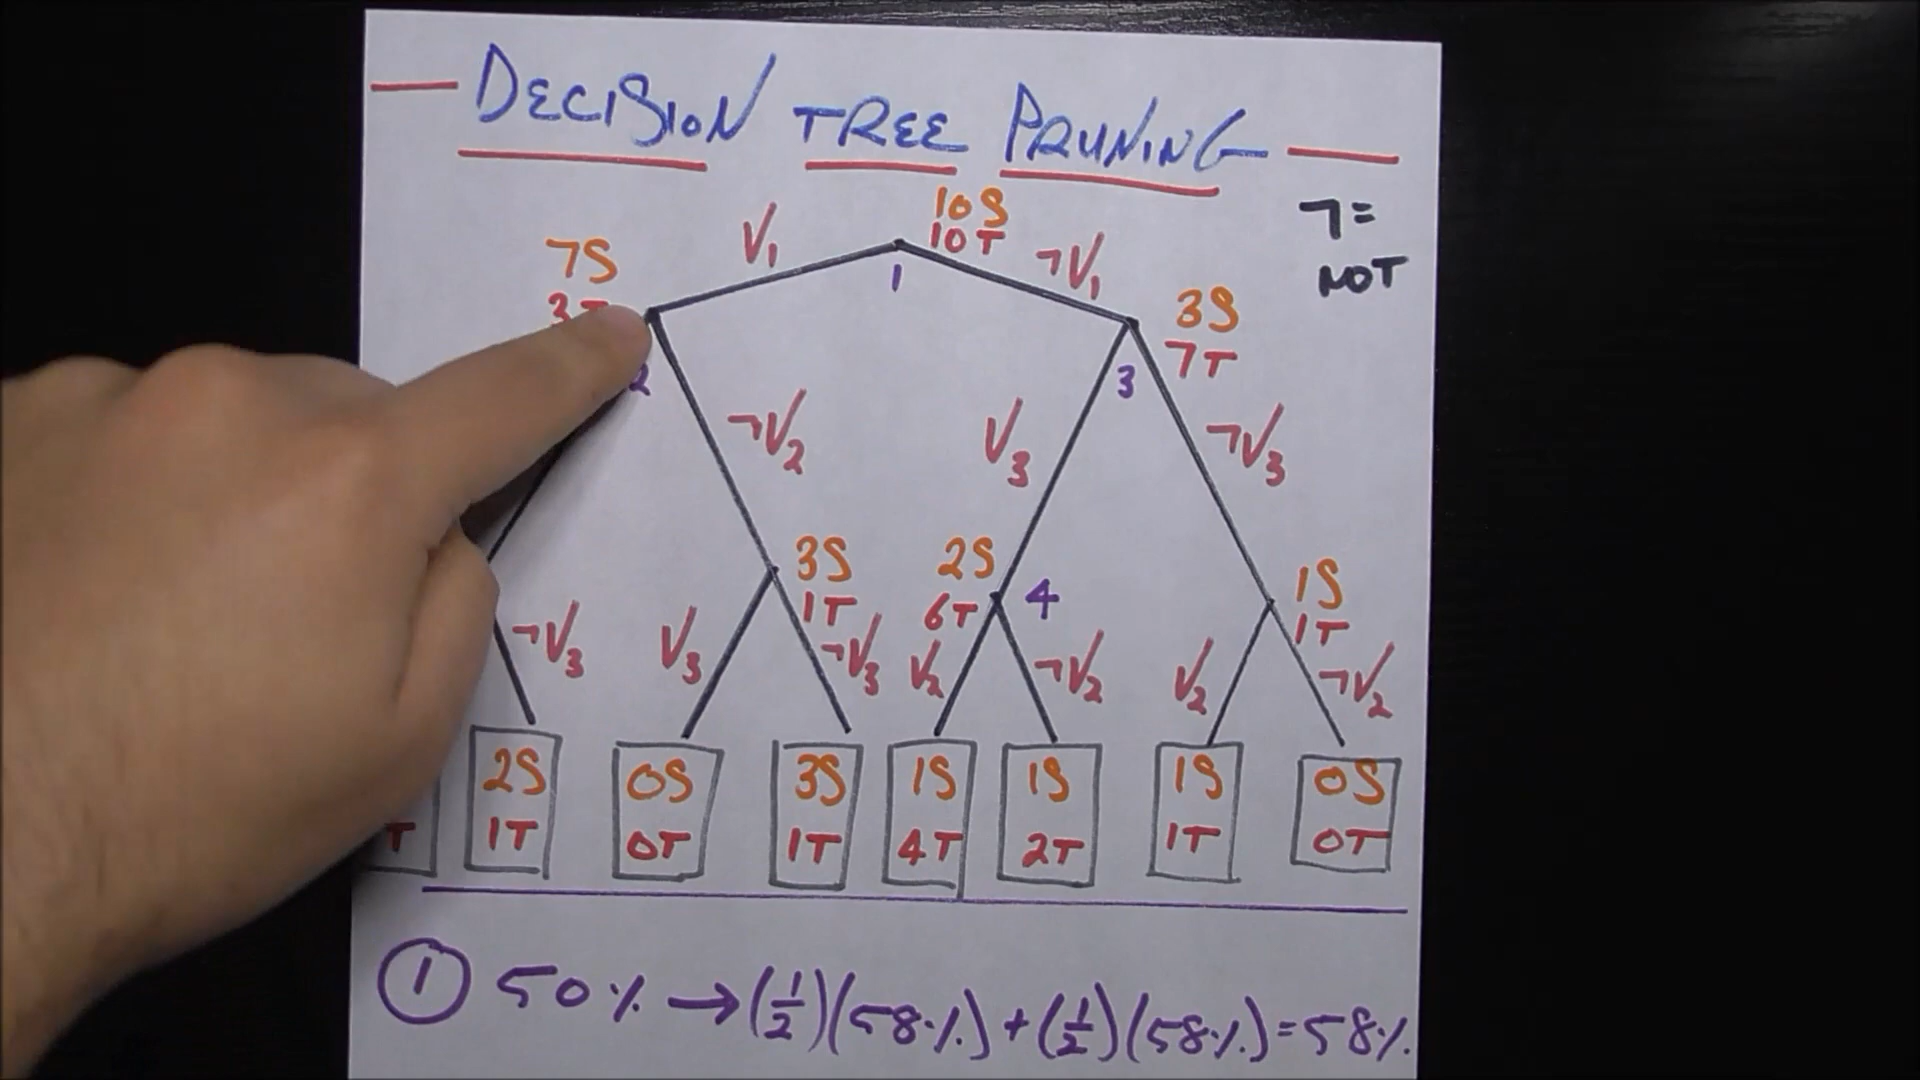 DECISION TREE PRUNING
10S
10T
¬=
NOT
7S
3T
V₁
1
¬V₁
3S
7T
2
3
¬V₂
V₃
¬V₃
3S
1T
2S
6T
4
1S
1T
¬V₃
V₃
¬V₃
V₂
¬V₂
V₂
¬V₂
T
2S
1T
0S
0T
3S
1T
1S
4T
1S
2T
1S
1T
0S
0T
① 50% → (1/2)(58%) + (1/2)(58%) = 58%.